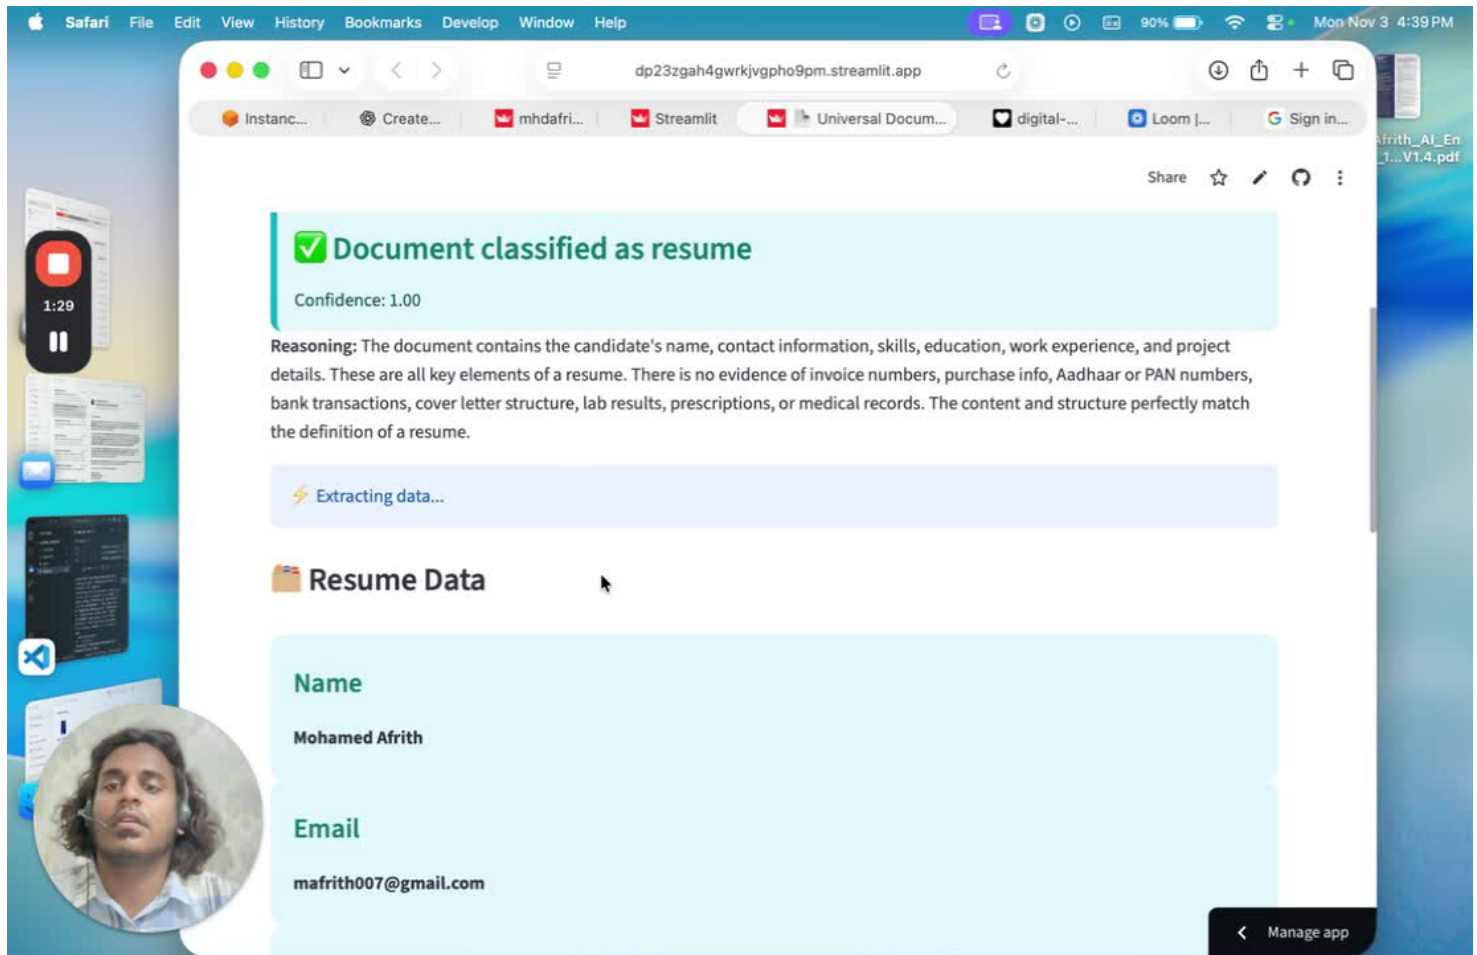 Safari File Edit View History Bookmarks Develop Window Help 90% Mon Nov 3 4:39 PM
dp23zgah4gwrkjvgpho9pm.streamlit.app
Instanc... Create... mhdafri... Streamlit Universal Docum... digital-... Loom |... Sign in...
Share
1...V1.4.pdf
✅ Document classified as resume
Confidence: 1.00
1:29
Reasoning: The document contains the candidate's name, contact information, skills, education, work experience, and project
details. These are all key elements of a resume. There is no evidence of invoice numbers, purchase info, Aadhaar or PAN numbers,
bank transactions, cover letter structure, lab results, prescriptions, or medical records. The content and structure perfectly match
the definition of a resume.
⚡ Extracting data...
🗂️ Resume Data
Name
Mohamed Afrith
Email
mafrith007@gmail.com
Manage app